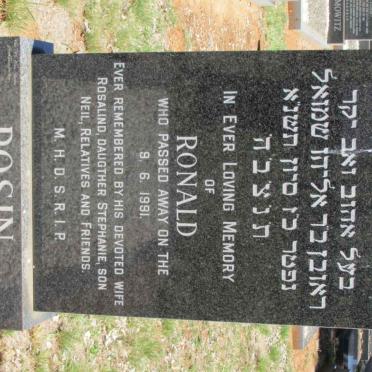 בעל אהוב ואב יקר
ראובן בר אליהו שמואל
נפטר כז סיון תשנ׳א
ת נ צ ב ה
IN EVER LOVING MEMORY
OF
RONALD
WHO PASSED AWAY ON THE
9. 6. 1991.
EVER REMEMBERED BY HIS DEVOTED WIFE
ROSALIND, DAUGTHER STEPHANIE, SON
NEIL, RELATIVES AND FRIENDS.
M. H. D. S. R. I. P.
ROSIN